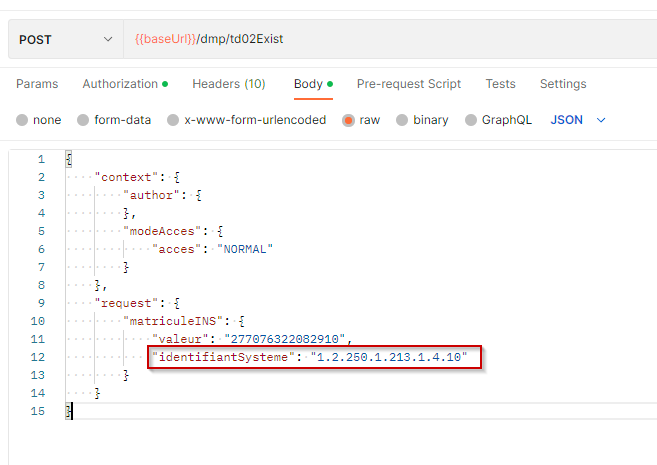 POST {{baseUrl}}/dmp/td02Exist
Params Authorization Headers (10) Body Pre-request Script Tests Settings
none form-data x-www-form-urlencoded raw binary GraphQL JSON
1 {
2 "context": {
3 "author": {
4 },
5 "modeAcces": {
6 "acces": "NORMAL"
7 }
8 },
9 "request": {
10 "matriculeINS": {
11 "valeur": "277076322082910",
12 "identifiantSysteme": "1.2.250.1.213.1.4.10"
13 }
14 }
15 }